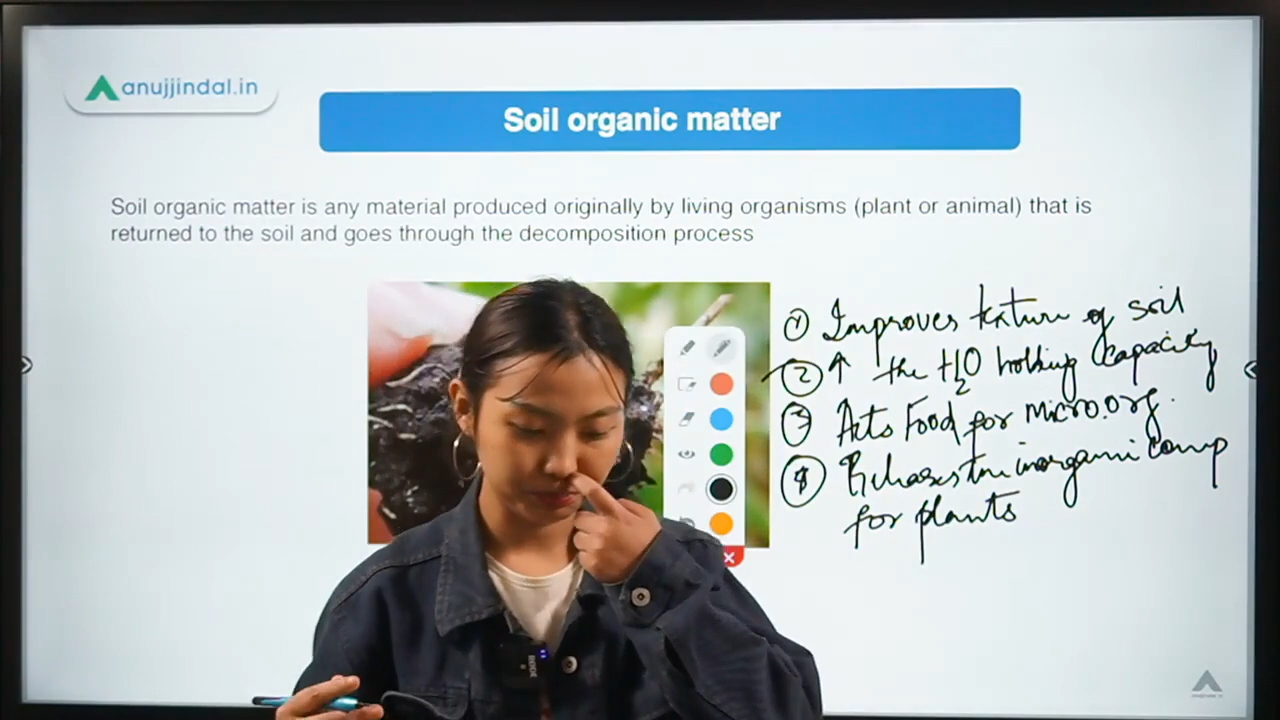 anujjindal.in
Soil organic matter
Soil organic matter is any material produced originally by living organisms (plant or animal) that is
returned to the soil and goes through the decomposition process
① Improves texture of soil
② ↑ the H₂O holding capacity
③ Acts Food for micro.org.
④ Releases the inorganic comp
for plants
RODE